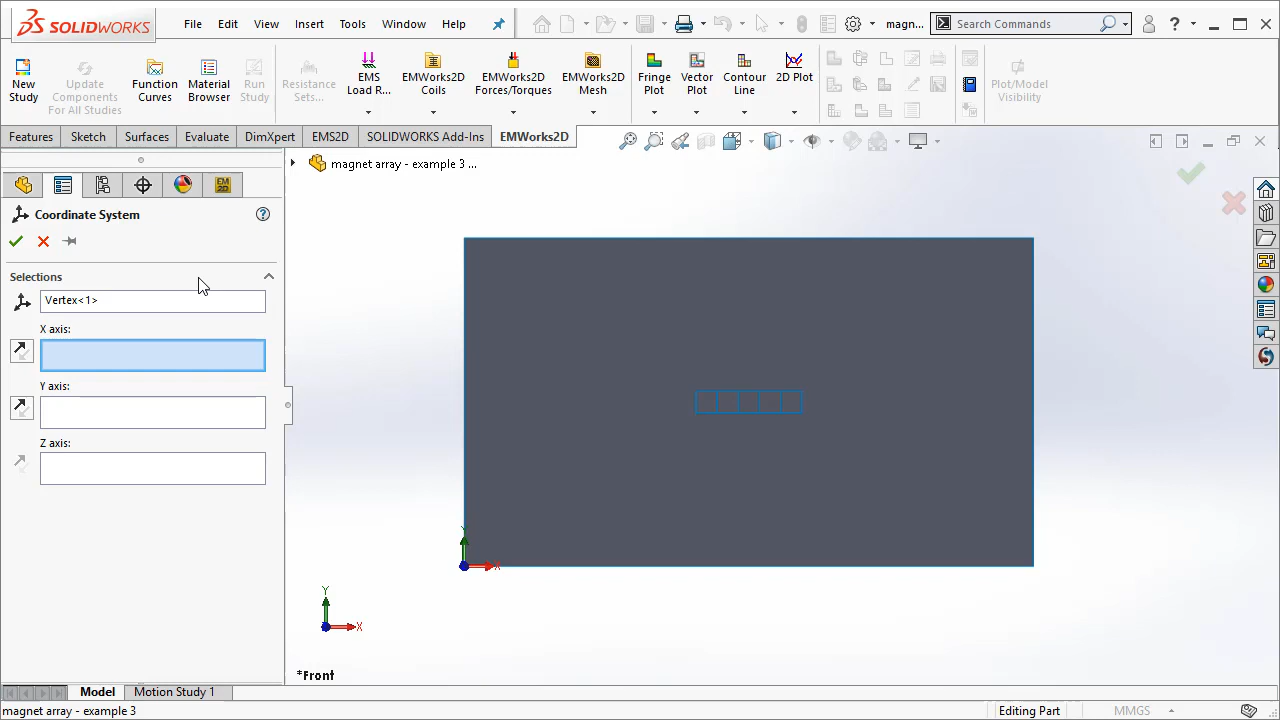 SOLIDWORKS
File Edit View Insert Tools Window Help
magn...
Search Commands
New Study
Update Components For All Studies
Function Curves
Material Browser
Run Study
Resistance Sets...
EMS Load R...
EMWorks2D Coils
EMWorks2D Forces/Torques
EMWorks2D Mesh
Fringe Plot
Vector Plot
Contour Line
2D Plot
Plot/Model Visibility
Features Sketch Surfaces Evaluate DimXpert EMS2D SOLIDWORKS Add-Ins EMWorks2D
magnet array - example 3 ...
Coordinate System
Selections
Vertex<1>
X axis:
Y axis:
Z axis:
Y
X
Y
X
*Front
Model Motion Study 1
magnet array - example 3
Editing Part
MMGS